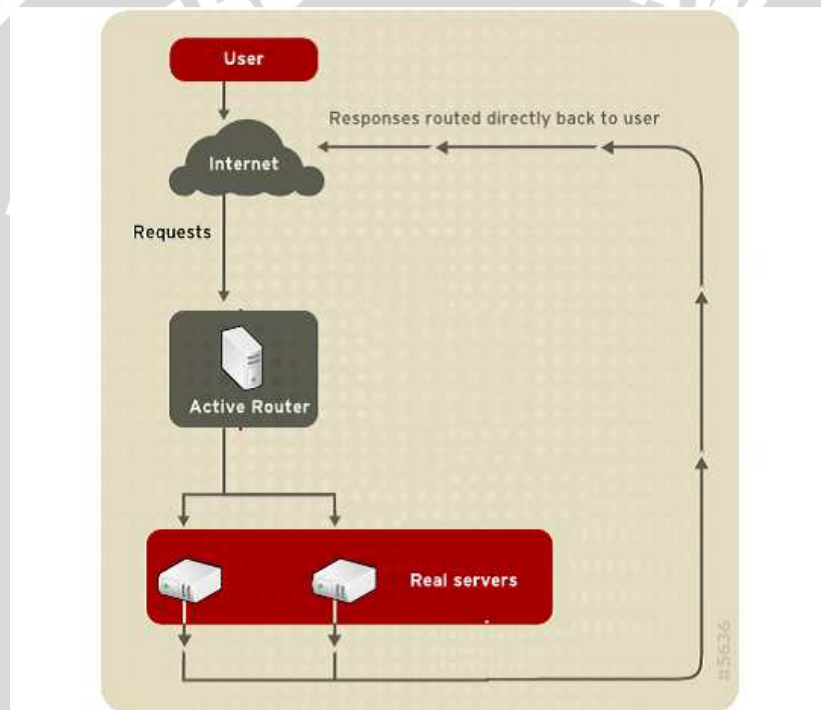 User
Responses routed directly back to user
Internet
Requests
Active Router
Real servers
#5636